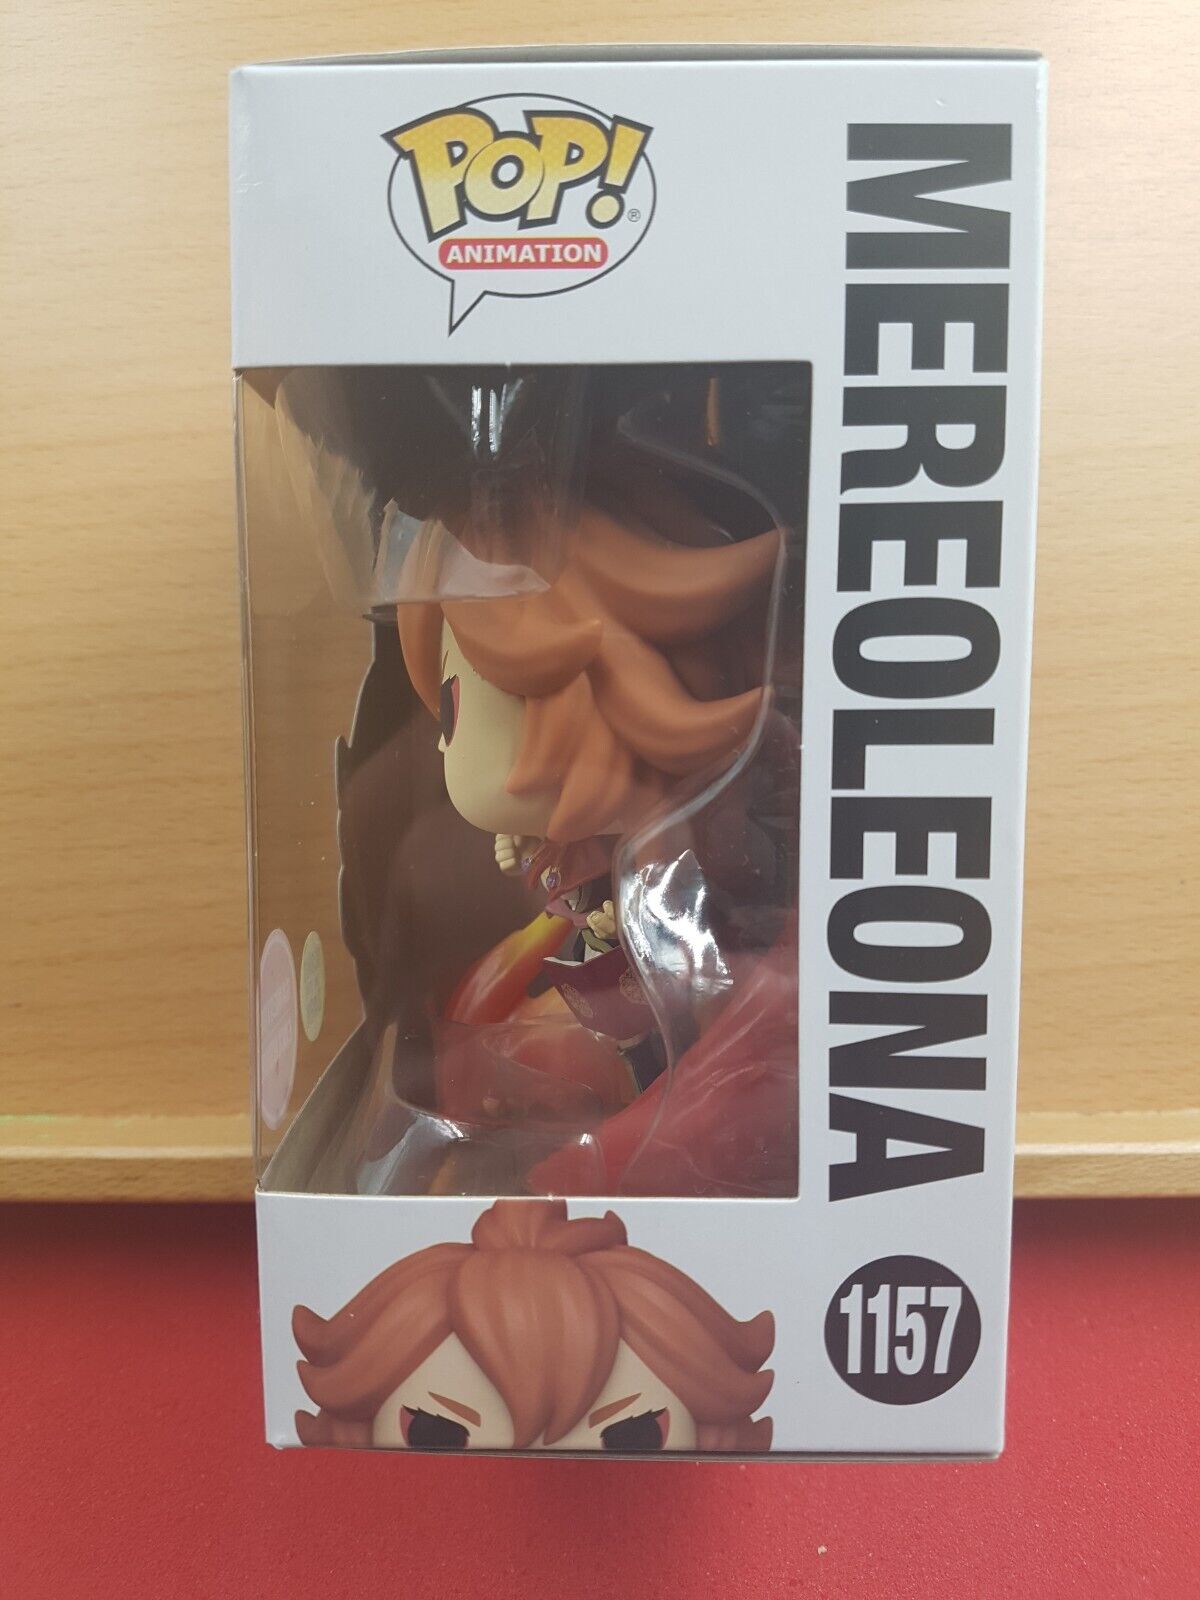 POP!®
ANIMATION
MEREOLEONA
1157